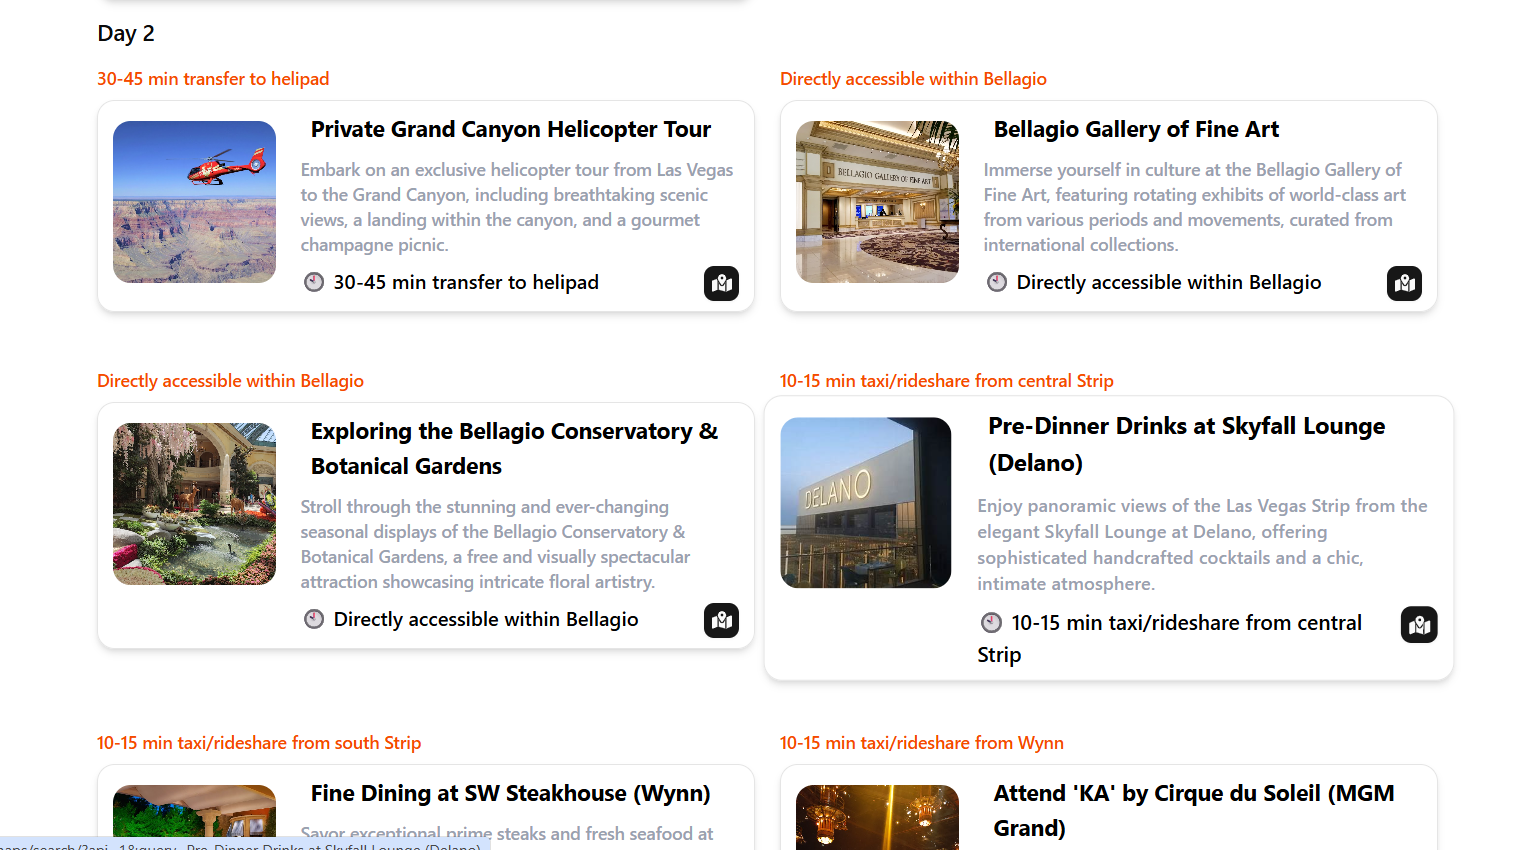 Day 2
30-45 min transfer to helipad
Private Grand Canyon Helicopter Tour
Embark on an exclusive helicopter tour from Las Vegas
to the Grand Canyon, including breathtaking scenic
views, a landing within the canyon, and a gourmet
champagne picnic.
30-45 min transfer to helipad
Directly accessible within Bellagio
BELLAGIO GALLERY OF FINE ART
Bellagio Gallery of Fine Art
Immerse yourself in culture at the Bellagio Gallery of
Fine Art, featuring rotating exhibits of world-class art
from various periods and movements, curated from
international collections.
Directly accessible within Bellagio
Directly accessible within Bellagio
Exploring the Bellagio Conservatory &
Botanical Gardens
Stroll through the stunning and ever-changing
seasonal displays of the Bellagio Conservatory &
Botanical Gardens, a free and visually spectacular
attraction showcasing intricate floral artistry.
Directly accessible within Bellagio
10-15 min taxi/rideshare from central Strip
DELANO
Pre-Dinner Drinks at Skyfall Lounge
(Delano)
Enjoy panoramic views of the Las Vegas Strip from the
elegant Skyfall Lounge at Delano, offering
sophisticated handcrafted cocktails and a chic,
intimate atmosphere.
10-15 min taxi/rideshare from central
Strip
10-15 min taxi/rideshare from south Strip
Fine Dining at SW Steakhouse (Wynn)
Savor exceptional prime steaks and fresh seafood at
10-15 min taxi/rideshare from Wynn
Attend 'KA' by Cirque du Soleil (MGM
Grand)
maps/search/?api=1&query=Pre-Dinner Drinks at Skyfall Lounge (Delano)